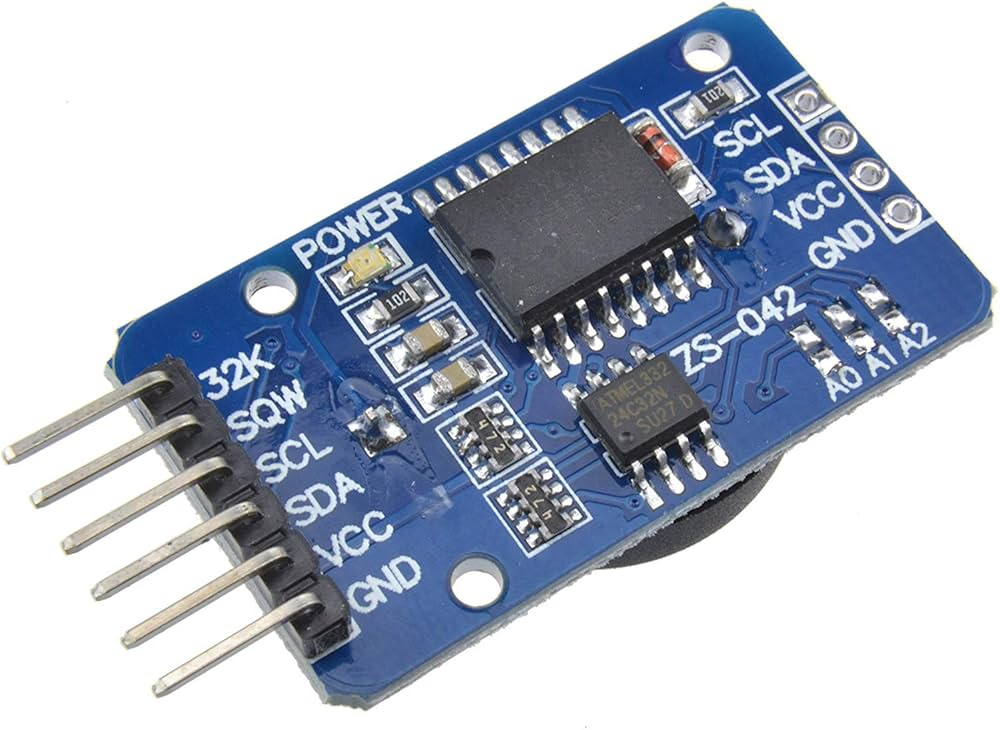 201
SCL
SDA
VCC
GND
POWER
102
32K
SQW
SCL
SDA
VCC
GND
ZS-042
A0 A1 A2
ATMEL332
24C32N
SU27 D
472
472